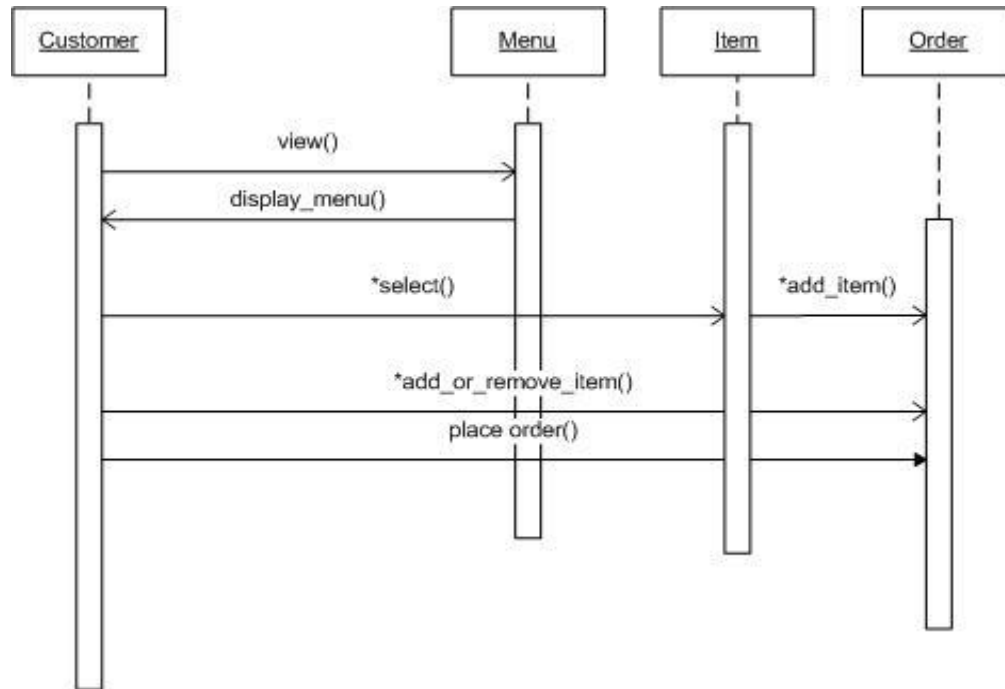 Customer
Menu
Item
Order
view()
display_menu()
*select()
*add_item()
*add_or_remove_item()
place order()